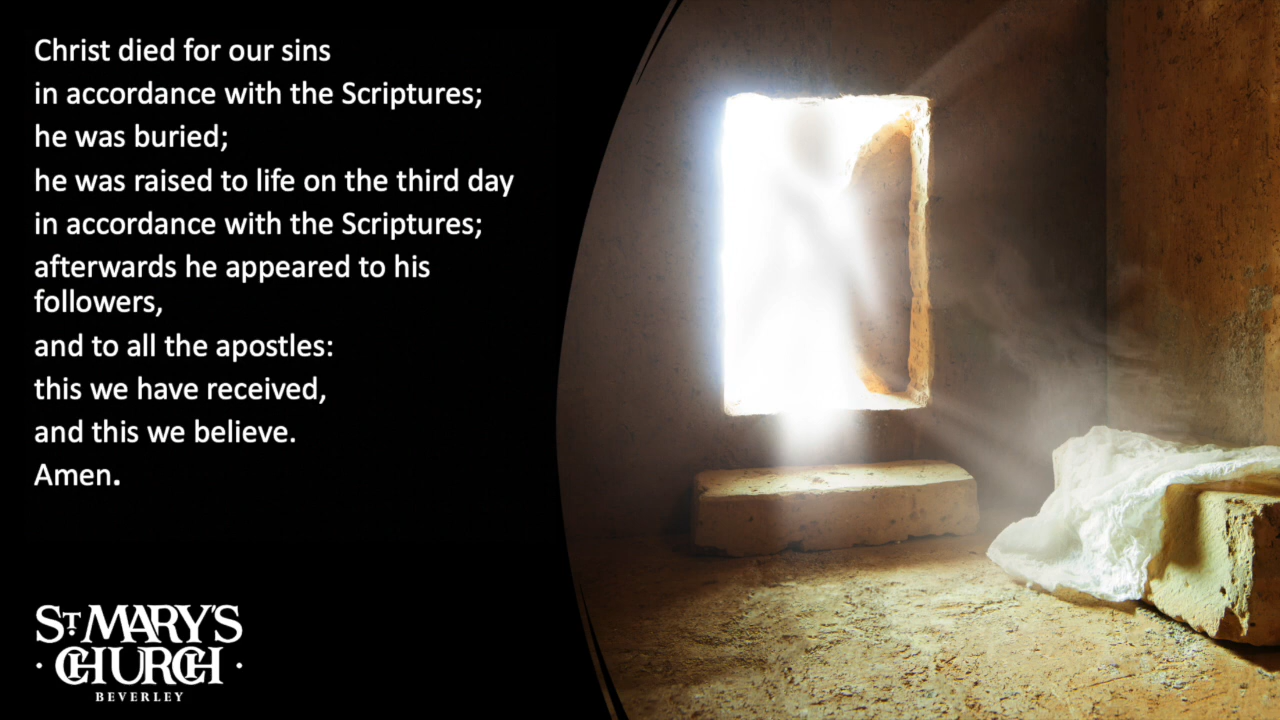 Christ died for our sins
in accordance with the Scriptures;
he was buried;
he was raised to life on the third day
in accordance with the Scriptures;
afterwards he appeared to his
followers,
and to all the apostles:
this we have received,
and this we believe.
Amen.
ST. MARY'S
· CHURCH ·
BEVERLEY